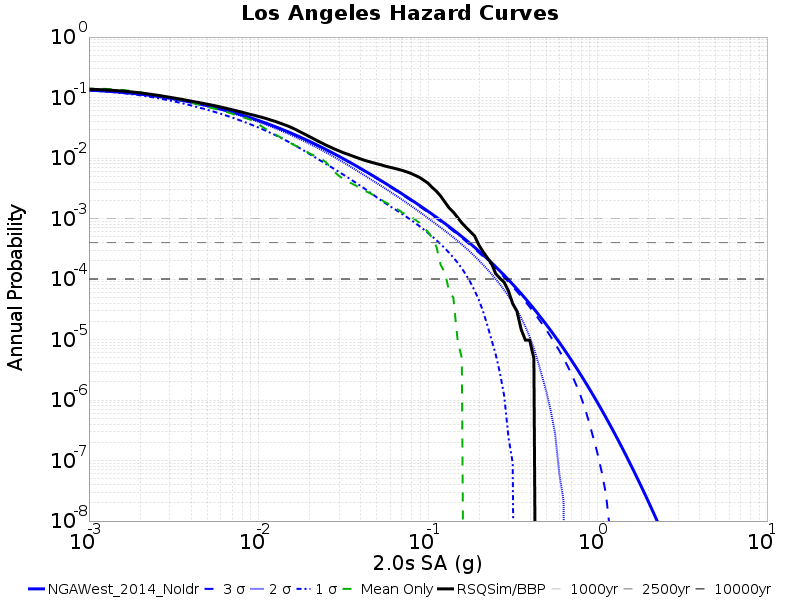 Los Angeles Hazard Curves
Annual Probability
10^0
10^-1
10^-2
10^-3
10^-4
10^-5
10^-6
10^-7
10^-8
10^-3 10^-2 10^-1 10^0 10^1
2.0s SA (g)
NGAWest_2014_NoIdr 3 σ 2 σ 1 σ Mean Only RSQSim/BBP 1000yr 2500yr 10000yr